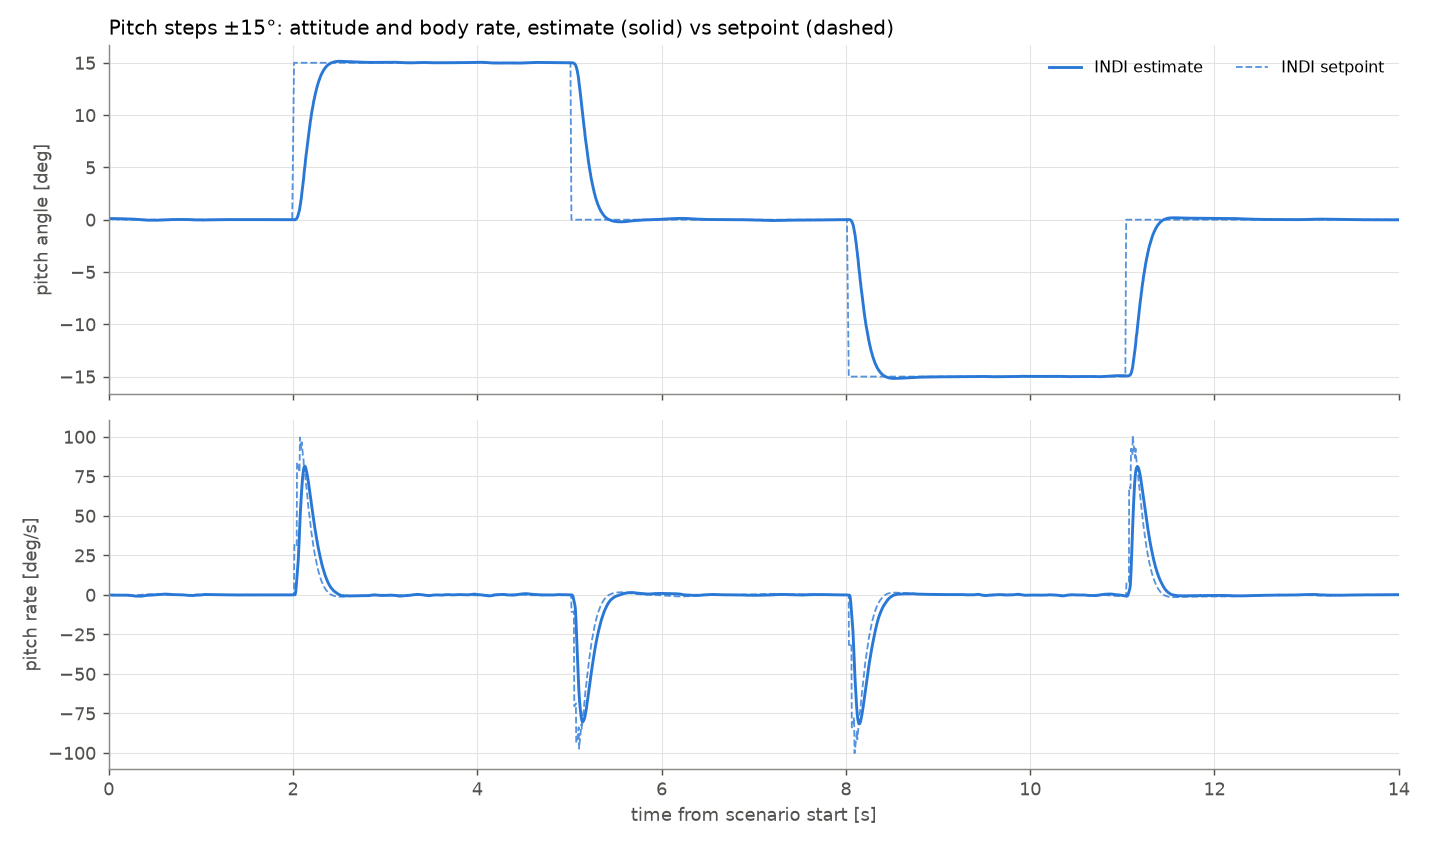 Pitch steps ±15°: attitude and body rate, estimate (solid) vs setpoint (dashed)
INDI estimate
INDI setpoint
pitch angle [deg]
15
10
5
0
−5
−10
−15
pitch rate [deg/s]
100
75
50
25
0
−25
−50
−75
−100
0 2 4 6 8 10 12 14
time from scenario start [s]